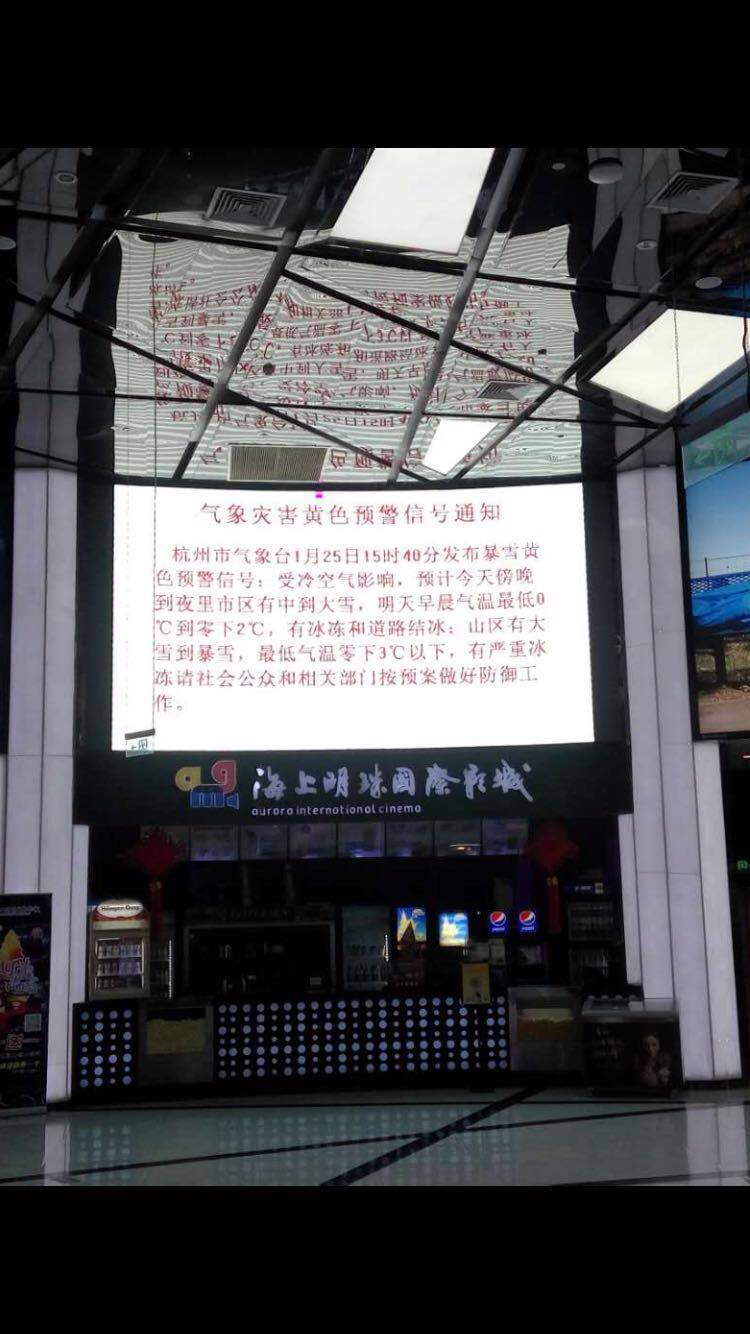 气象灾害黄色预警信号通知
杭州市气象台1月25日15时40分发布暴雪黄
色预警信号：受冷空气影响，预计今天傍晚
到夜里市区有中到大雪，明天早晨气温最低0
℃到零下2℃，有冰冻和道路结冰；山区有大
雪到暴雪，最低气温零下3℃以下，有严重冰
冻请社会公众和相关部门按预案做好防御工
作。
海上明珠国际影城
aurora international cinema
Häagen-Dazs
pepsi
pepsi